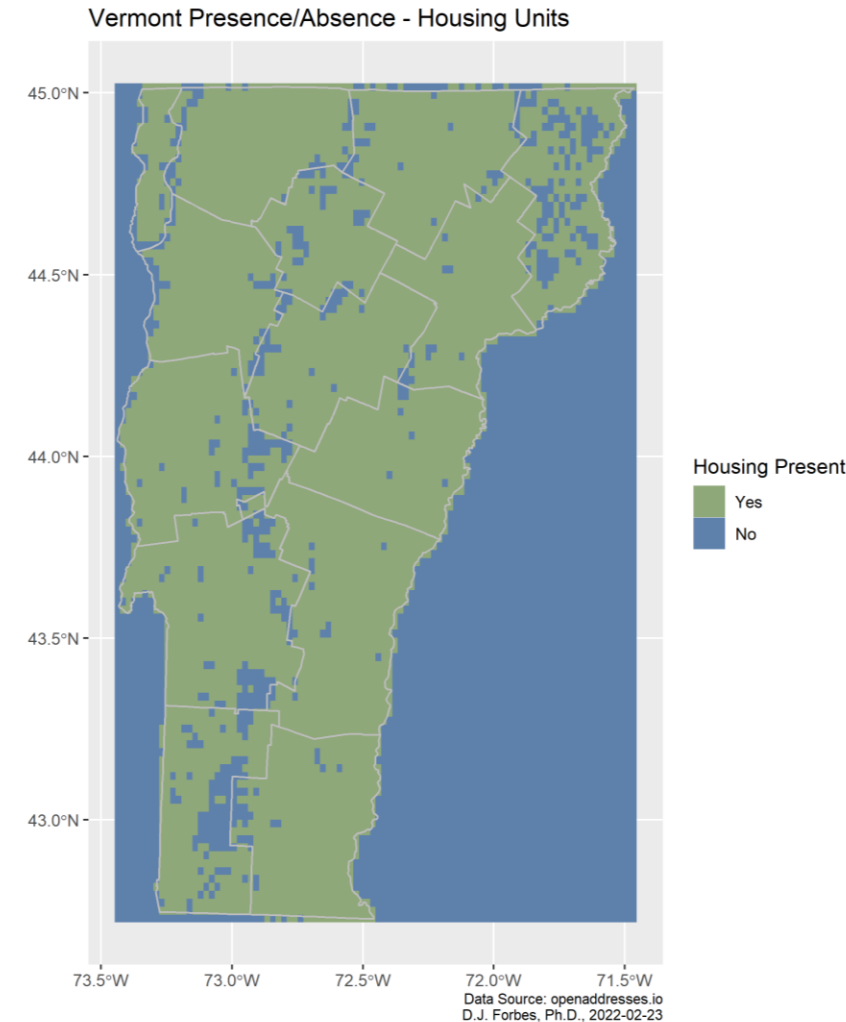 Vermont Presence/Absence - Housing Units
45.0°N
44.5°N
44.0°N
43.5°N
43.0°N
73.5°W
73.0°W
72.5°W
72.0°W
71.5°W
Housing Present
Yes
No
Data Source: openaddresses.io
D.J. Forbes, Ph.D., 2022-02-23